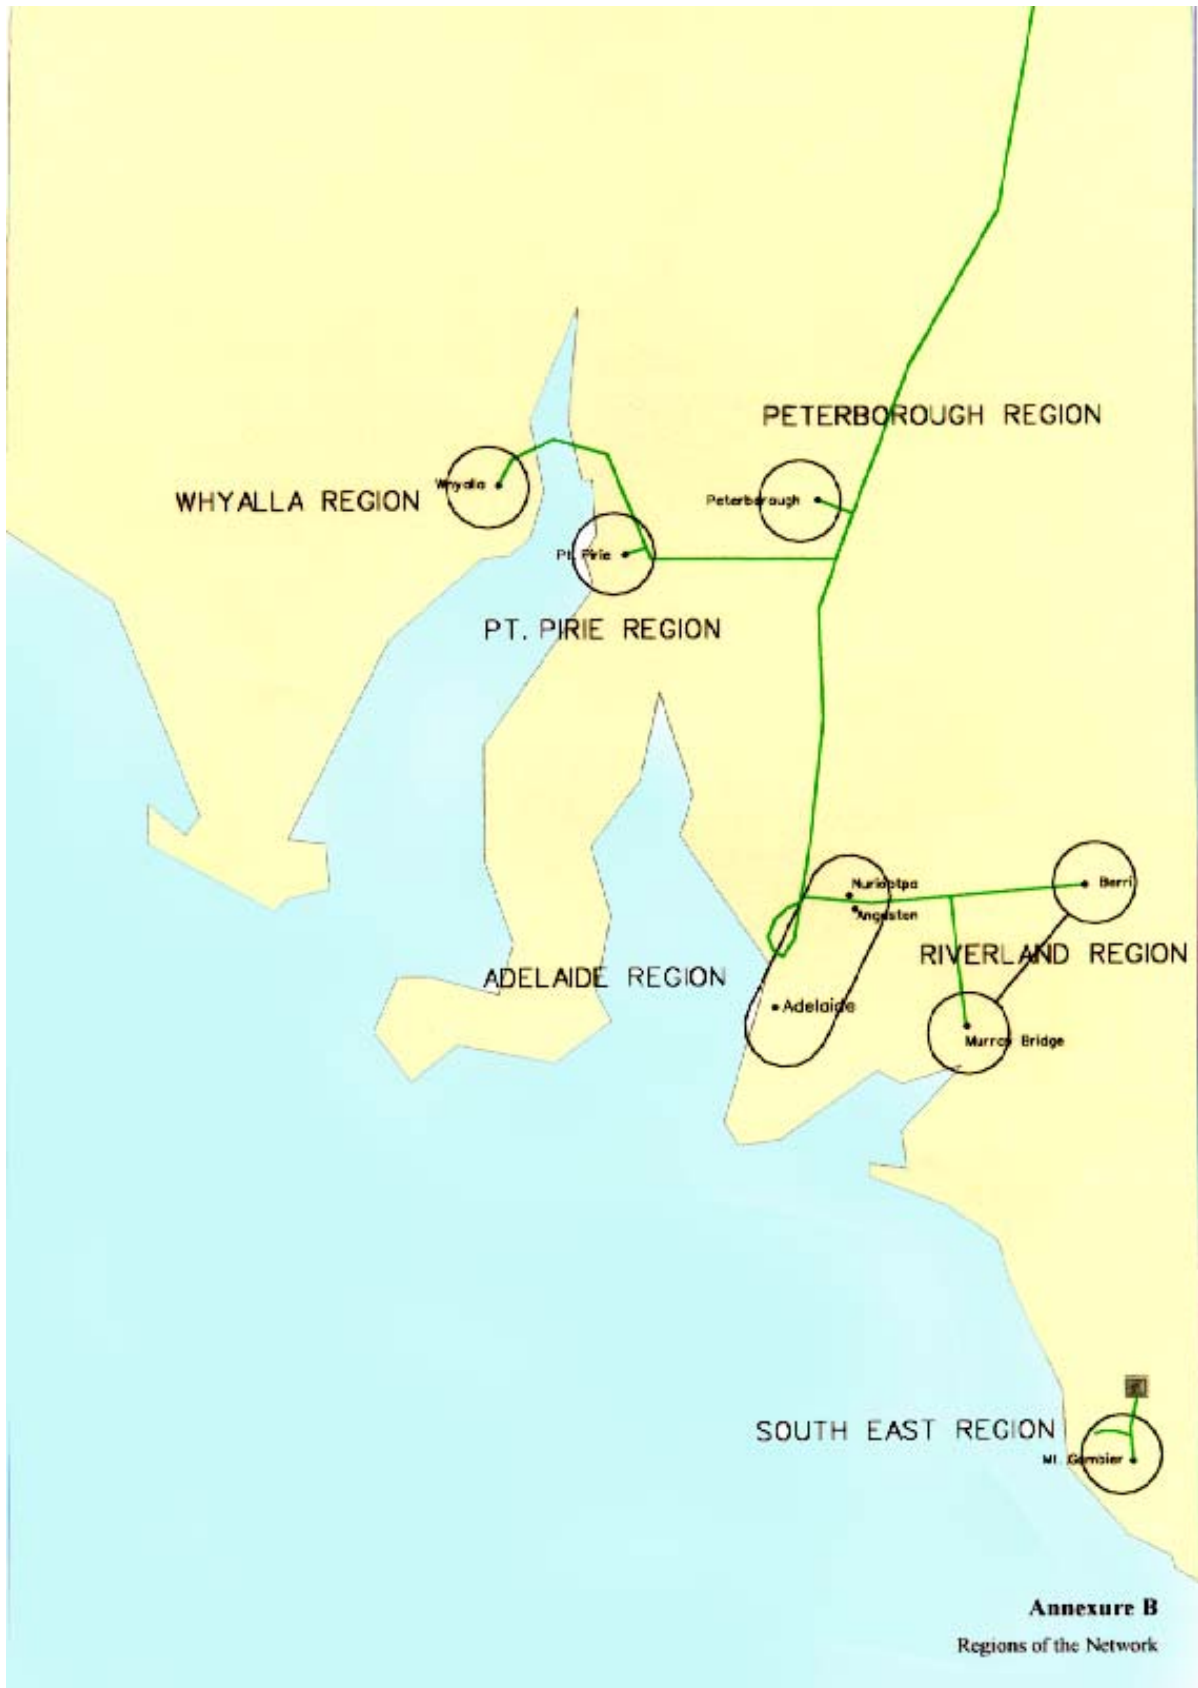 PETERBOROUGH REGION
Whyalla
WHYALLA REGION
Peterborough
Pt. Pirie
PT. PIRIE REGION
Nuriootpa
Berri
Angaston
RIVERLAND REGION
ADELAIDE REGION
Adelaide
Murray Bridge
SOUTH EAST REGION
Mt. Gambier
Annexure B
Regions of the Network